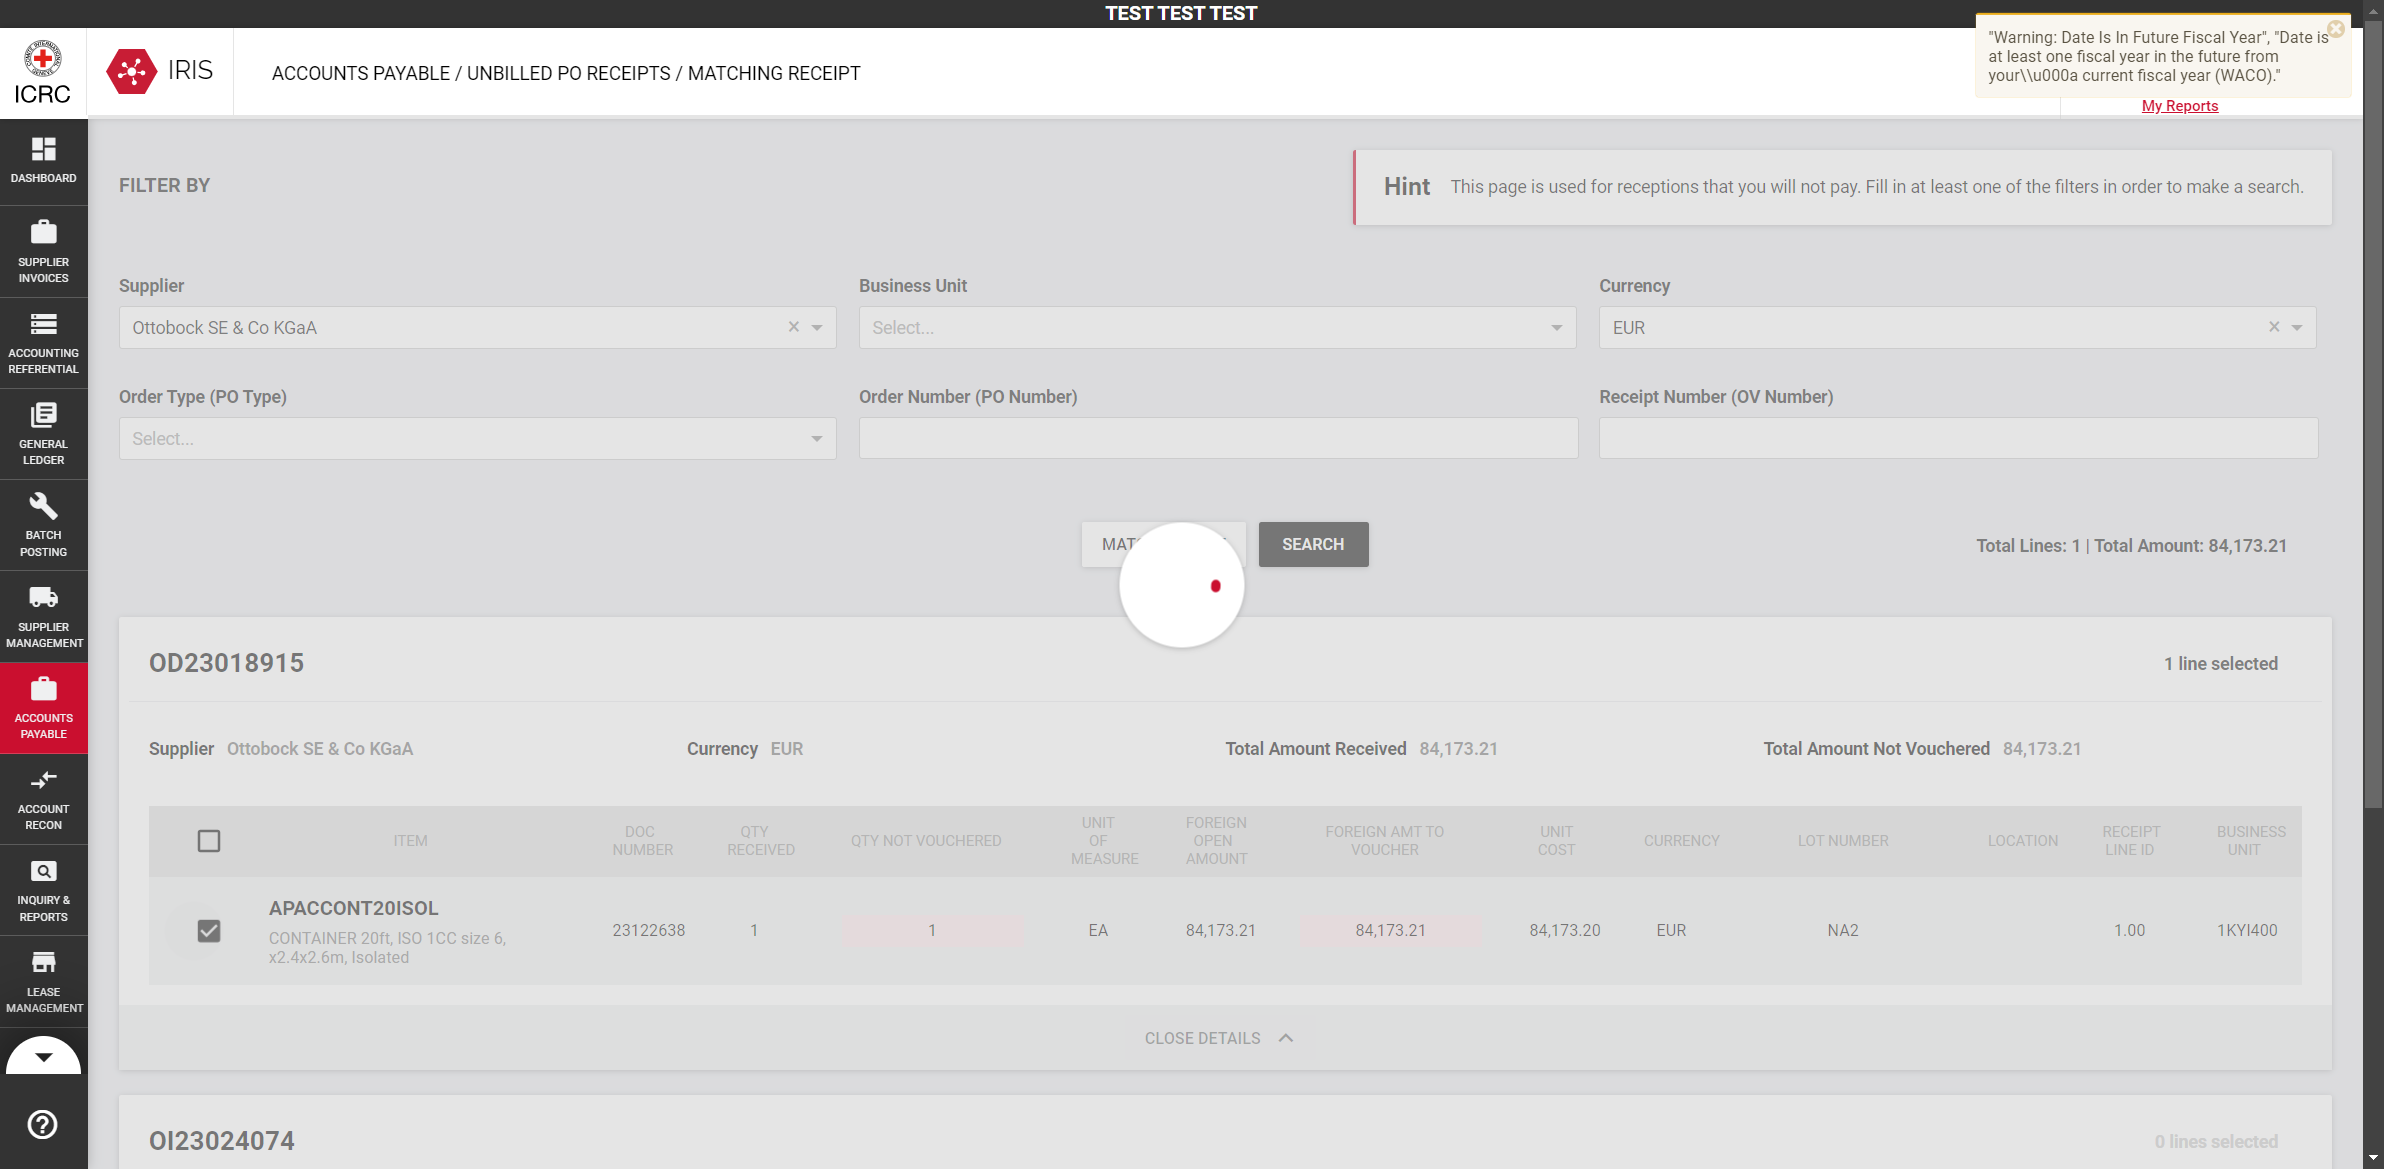 TEST TEST TEST
ICRC
IRIS
ACCOUNTS PAYABLE / UNBILLED PO RECEIPTS / MATCHING RECEIPT
"Warning: Date Is In Future Fiscal Year", "Date is
at least one fiscal year in the future from
your\\u000a current fiscal year (WACO)."
My Reports
DASHBOARD
SUPPLIER
INVOICES
ACCOUNTING
REFERENTIAL
GENERAL
LEDGER
BATCH
POSTING
SUPPLIER
MANAGEMENT
ACCOUNTS
PAYABLE
ACCOUNT
RECON
INQUIRY &
REPORTS
LEASE
MANAGEMENT
FILTER BY
Hint This page is used for receptions that you will not pay. Fill in at least one of the filters in order to make a search.
Supplier Business Unit Currency
Ottobock SE & Co KGaA Select... EUR
Order Type (PO Type) Order Number (PO Number) Receipt Number (OV Number)
Select...
SEARCH Total Lines: 1 | Total Amount: 84,173.21
OD23018915 1 line selected
Supplier Ottobock SE & Co KGaA Currency EUR Total Amount Received 84,173.21 Total Amount Not Vouchered 84,173.21
ITEM
DOC
NUMBER
QTY
RECEIVED
QTY NOT VOUCHERED
UNIT
OF
MEASURE
FOREIGN
OPEN
AMOUNT
FOREIGN AMT TO
VOUCHER
UNIT
COST
CURRENCY
LOT NUMBER
LOCATION
RECEIPT
LINE ID
BUSINESS
UNIT
APACCONT20ISOL
CONTAINER 20ft, ISO 1CC size 6,
x2.4x2.6m, Isolated
23122638 1 1 EA 84,173.21 84,173.21 84,173.20 EUR NA2 1.00 1KYI400
CLOSE DETAILS
OI23024074 0 lines selected